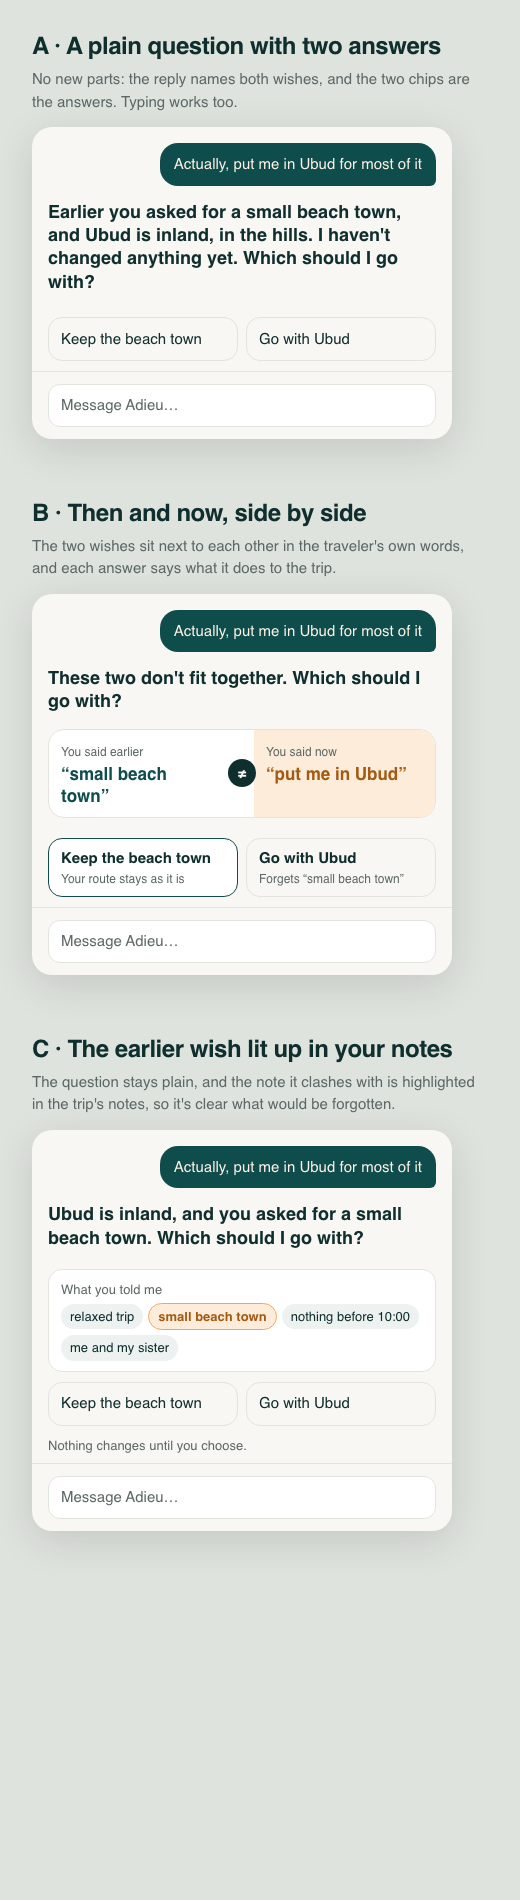 A · A plain question with two answers
No new parts: the reply names both wishes, and the two chips are
the answers. Typing works too.
Actually, put me in Ubud for most of it
Earlier you asked for a small beach town,
and Ubud is inland, in the hills. I haven't
changed anything yet. Which should I go
with?
Keep the beach town
Go with Ubud
Message Adieu…
B · Then and now, side by side
The two wishes sit next to each other in the traveler's own words,
and each answer says what it does to the trip.
Actually, put me in Ubud for most of it
These two don't fit together. Which should I
go with?
You said earlier
“small beach
town”
≠
You said now
“put me in Ubud”
Keep the beach town
Your route stays as it is
Go with Ubud
Forgets “small beach town”
Message Adieu…
C · The earlier wish lit up in your notes
The question stays plain, and the note it clashes with is highlighted
in the trip's notes, so it's clear what would be forgotten.
Actually, put me in Ubud for most of it
Ubud is inland, and you asked for a small
beach town. Which should I go with?
What you told me
relaxed trip
small beach town
nothing before 10:00
me and my sister
Keep the beach town
Go with Ubud
Nothing changes until you choose.
Message Adieu…